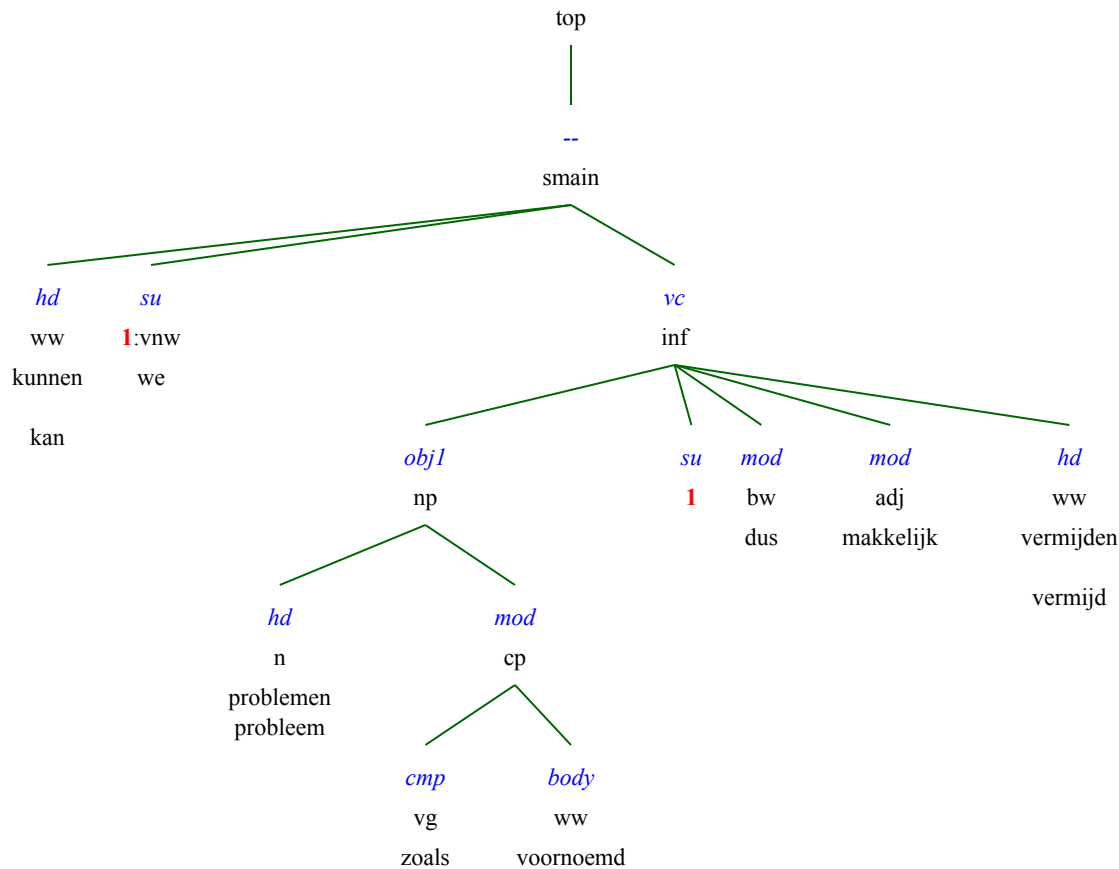 top
--
smain
hd su vc
ww 1:vnw inf
kunnen we
kan
obj1 su mod mod hd
np 1 bw adj ww
dus makkelijk vermijden
vermijd
hd mod
n cp
problemen
probleem
cmp body
vg ww
zoals voornoemd